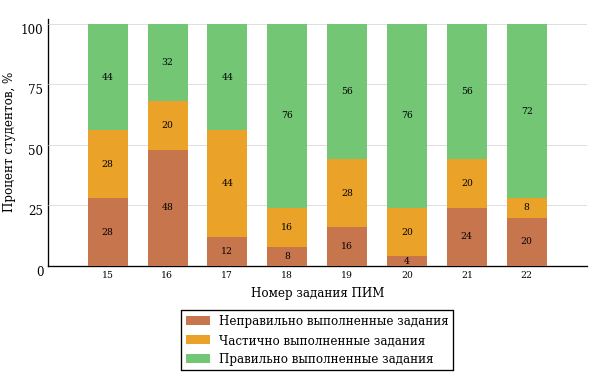 Процент студентов, %
100
75
50
25
0
44 32 44 76 56 76 56 72
28 20 44 16 28 20 20 8
28 48 12 8 16 4 24 20
15 16 17 18 19 20 21 22
Номер задания ПИМ
Неправильно выполненные задания
Частично выполненные задания
Правильно выполненные задания